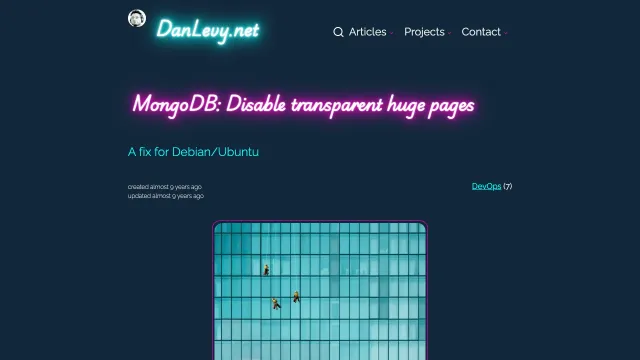 DanLevy.net
Articles
Projects
Contact
MongoDB: Disable transparent huge pages
A fix for Debian/Ubuntu
created almost 9 years ago
DevOps (7)
updated almost 9 years ago